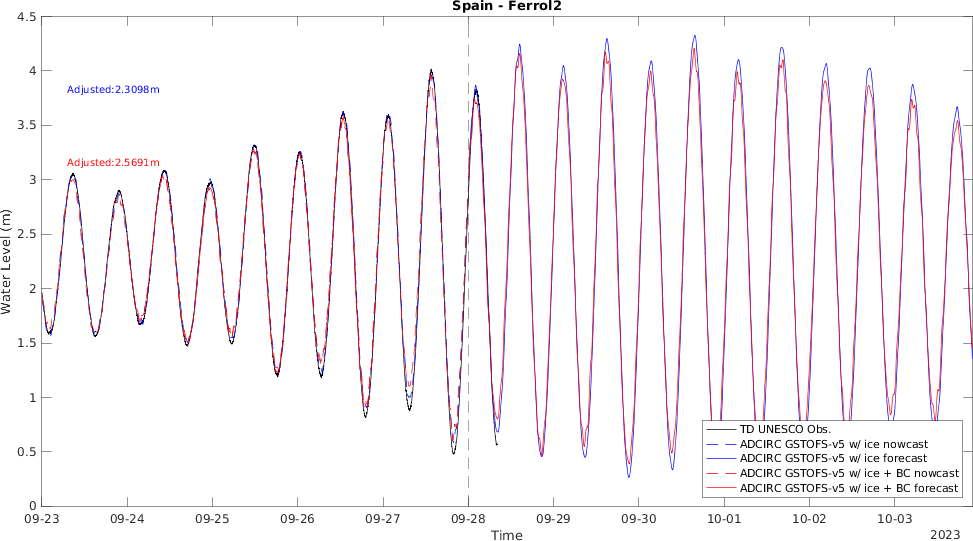 Spain - Ferrol2
4.5
4
3.5
3
2.5
2
1.5
1
0.5
0
Water Level (m)
Adjusted:2.3098m
Adjusted:2.5691m
TD UNESCO Obs.
ADCIRC GSTOFS-v5 w/ ice nowcast
ADCIRC GSTOFS-v5 w/ ice forecast
ADCIRC GSTOFS-v5 w/ ice + BC nowcast
ADCIRC GSTOFS-v5 w/ ice + BC forecast
09-23 09-24 09-25 09-26 09-27 09-28 09-29 09-30 10-01 10-02 10-03
Time
2023